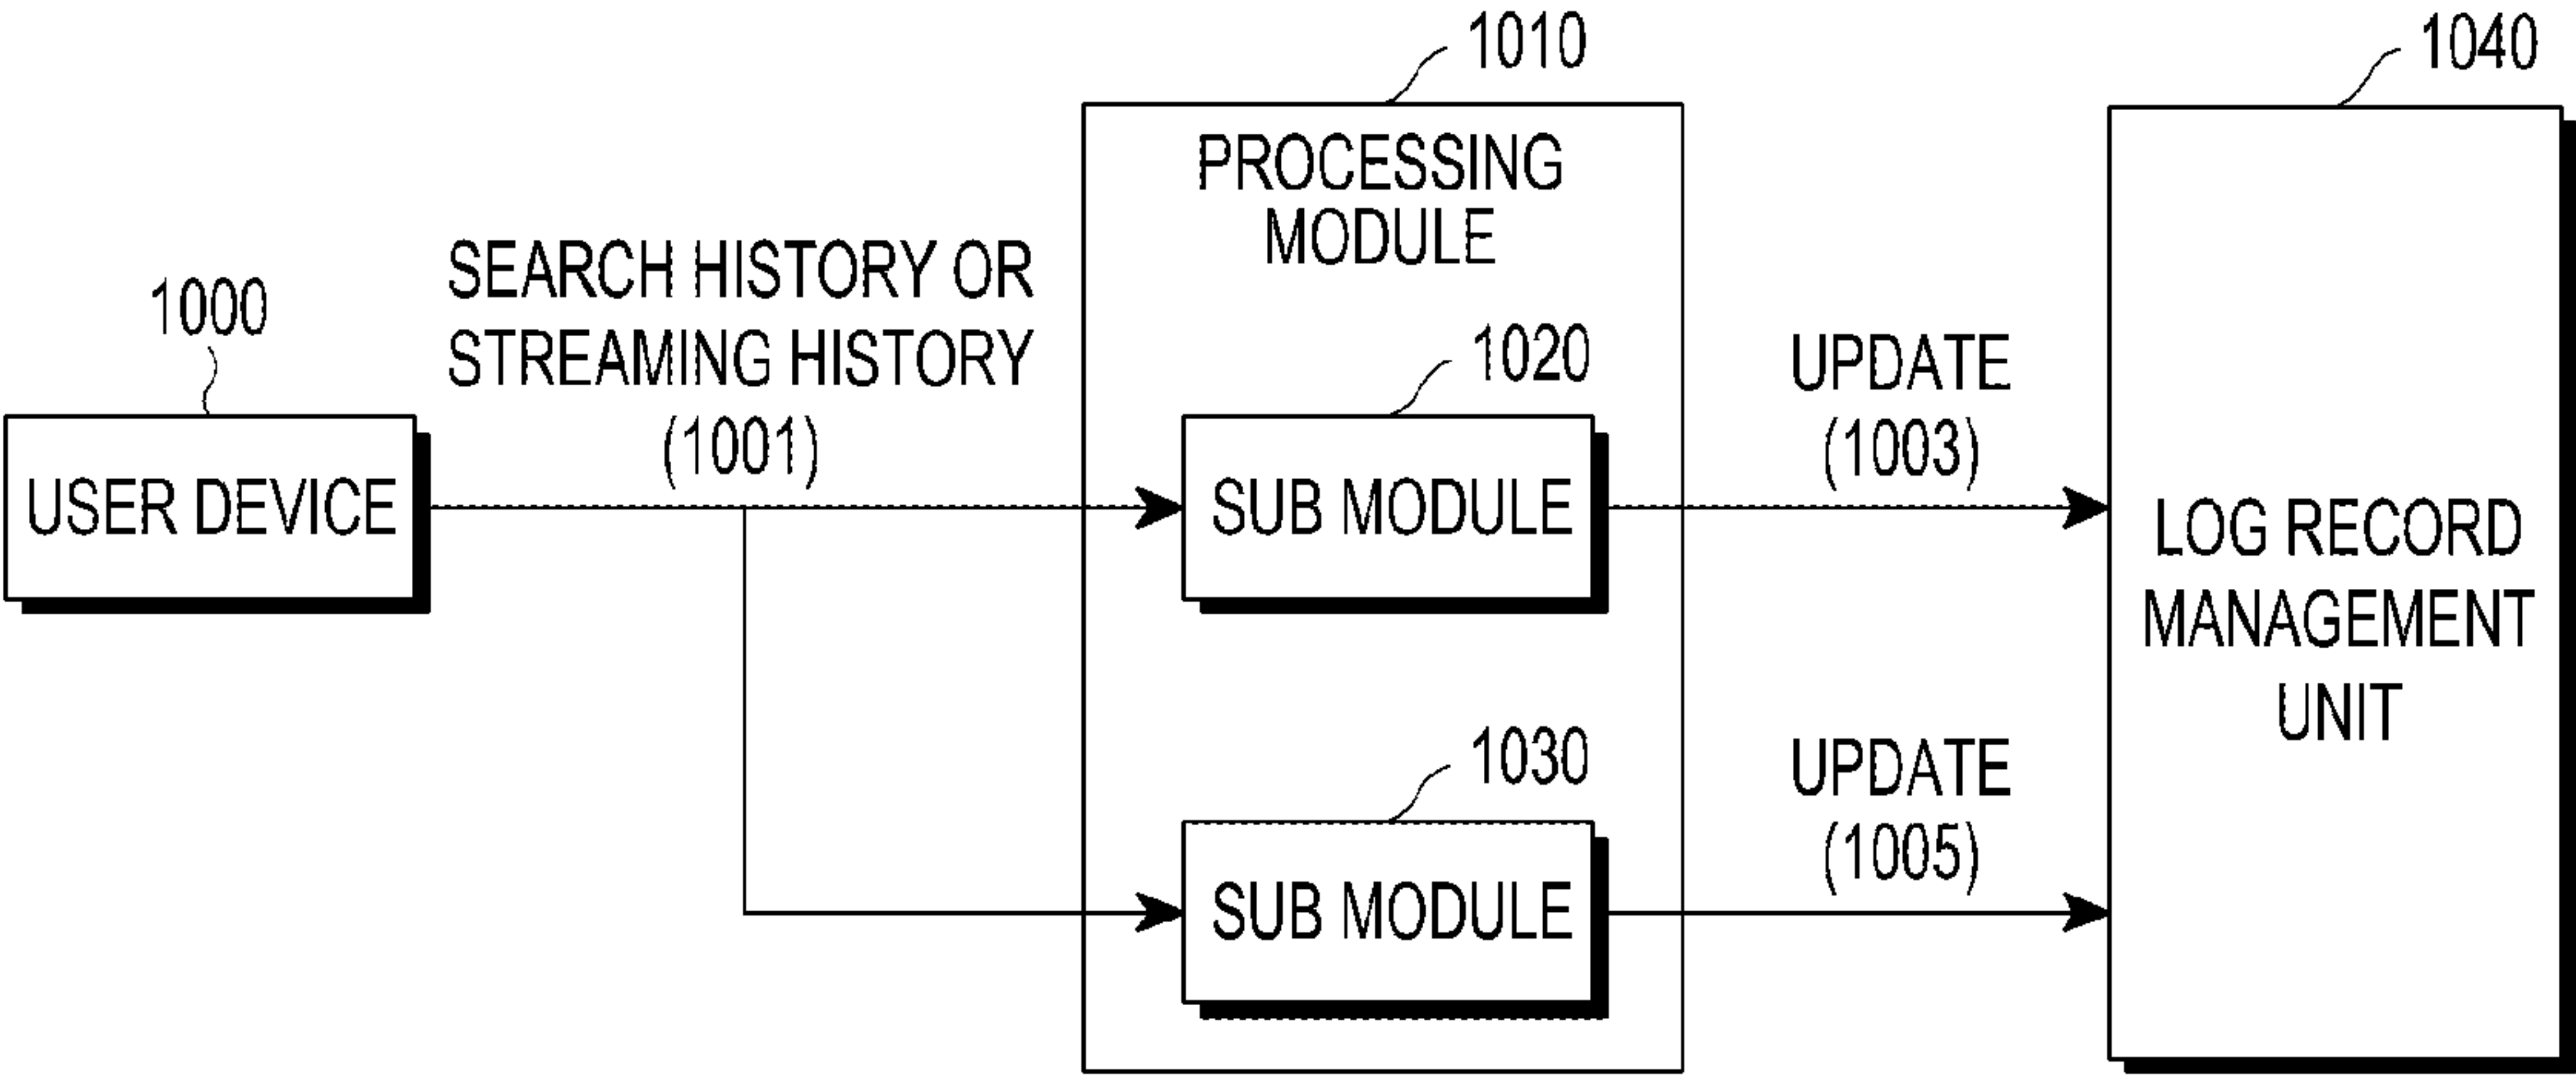 1000
USER DEVICE
SEARCH HISTORY OR
STREAMING HISTORY
(1001)
1010
PROCESSING
MODULE
1020
SUB MODULE
1030
SUB MODULE
UPDATE
(1003)
UPDATE
(1005)
1040
LOG RECORD
MANAGEMENT
UNIT